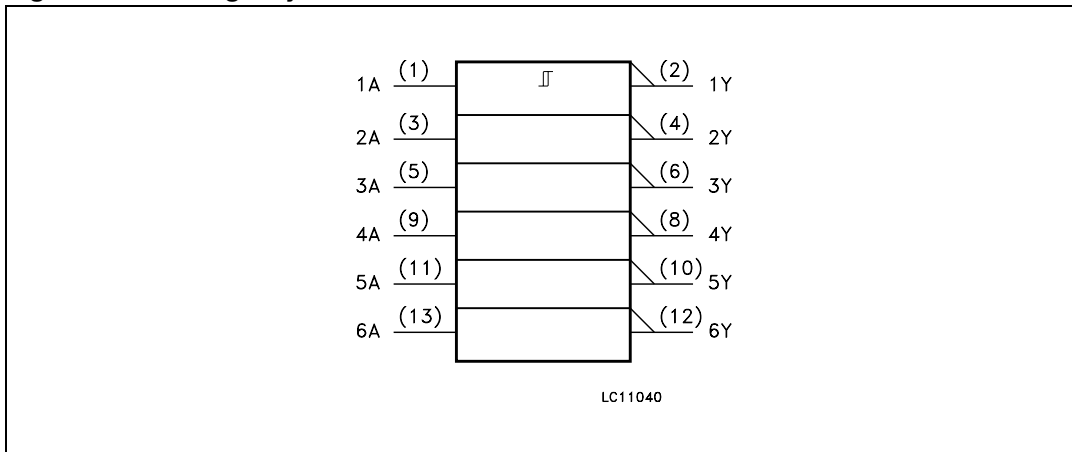 1A (1) (2) 1Y
2A (3) (4) 2Y
3A (5) (6) 3Y
4A (9) (8) 4Y
5A (11) (10) 5Y
6A (13) (12) 6Y
LC11040